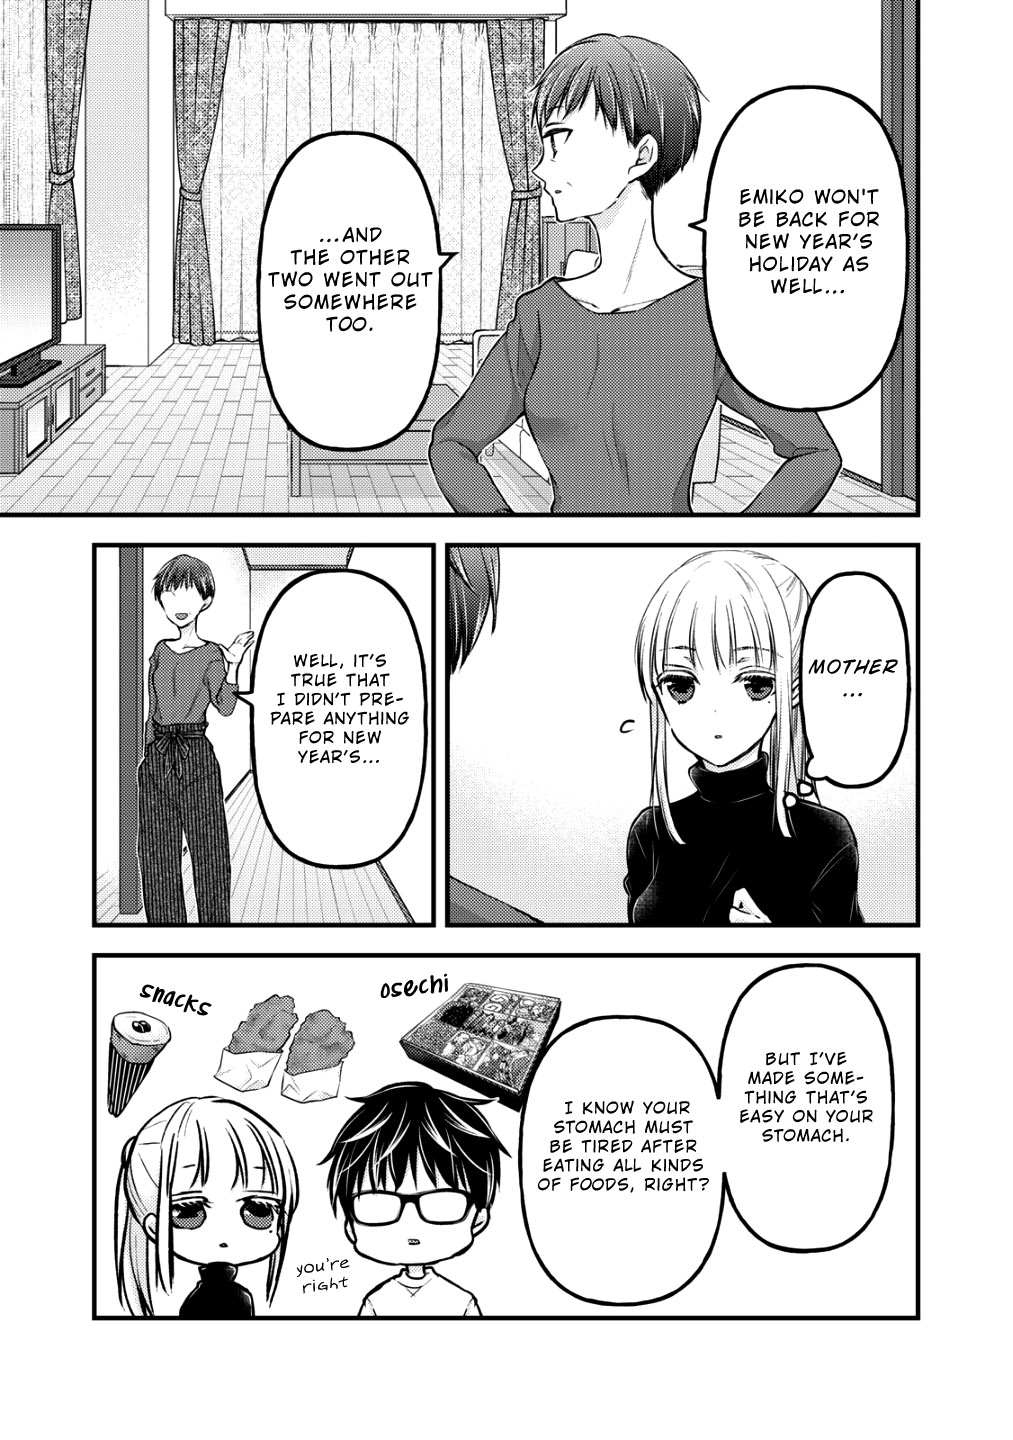 EMIKO WON'T
BE BACK FOR
NEW YEAR'S
HOLIDAY AS
WELL...
...AND
THE OTHER
TWO WENT OUT
SOMEWHERE
TOO.
MOTHER
...
WELL, IT'S
TRUE THAT
I DIDN'T PRE-
PARE ANYTHING
FOR NEW
YEAR'S...
BUT I'VE
MADE SOME-
THING THAT'S
EASY ON YOUR
STOMACH.
I KNOW YOUR
STOMACH MUST
BE TIRED AFTER
EATING ALL KINDS
OF FOODS, RIGHT?
osechi
snacks
you're
right